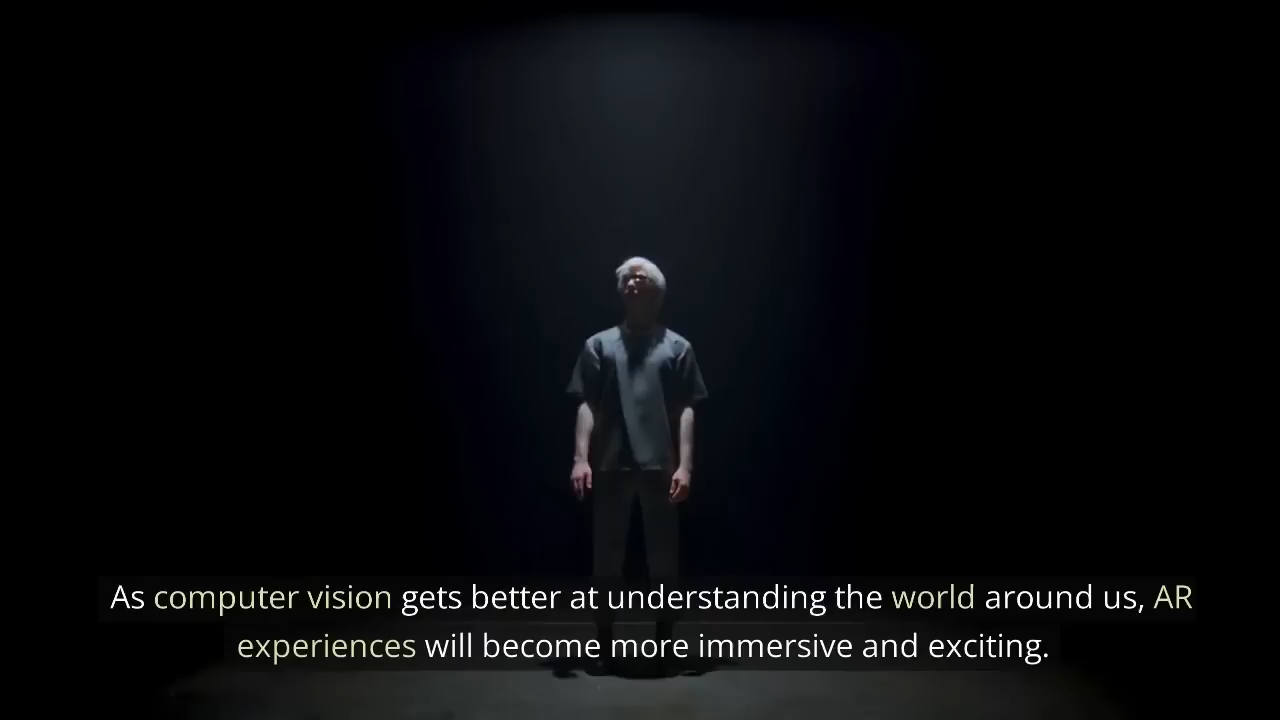 As computer vision gets better at understanding the world around us, AR
experiences will become more immersive and exciting.